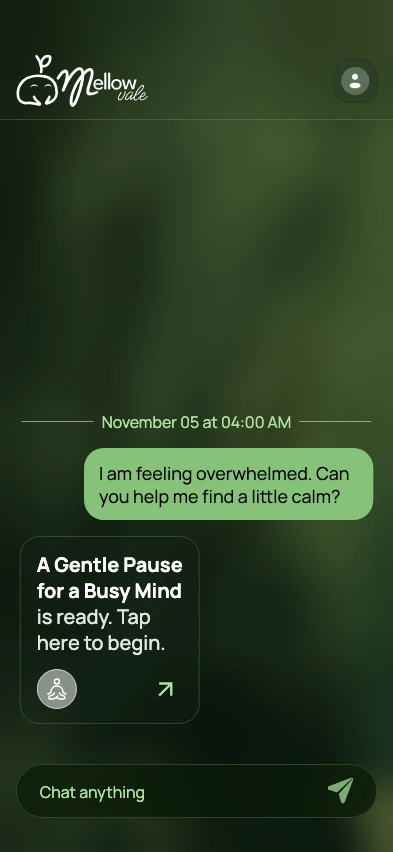 Mellow
vale
November 05 at 04:00 AM
I am feeling overwhelmed. Can
you help me find a little calm?
A Gentle Pause
for a Busy Mind
is ready. Tap
here to begin.
Chat anything